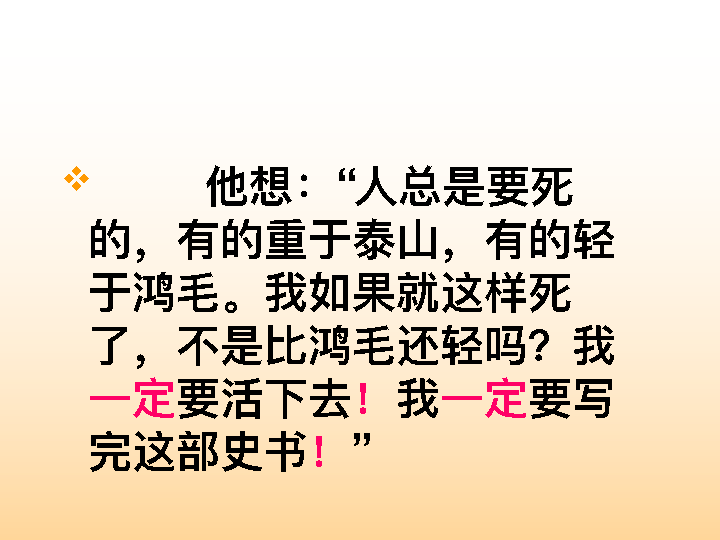 他想：“人总是要死
的，有的重于泰山，有的轻
于鸿毛。我如果就这样死
了，不是比鸿毛还轻吗？我
一定要活下去！我一定要写
完这部史书！”